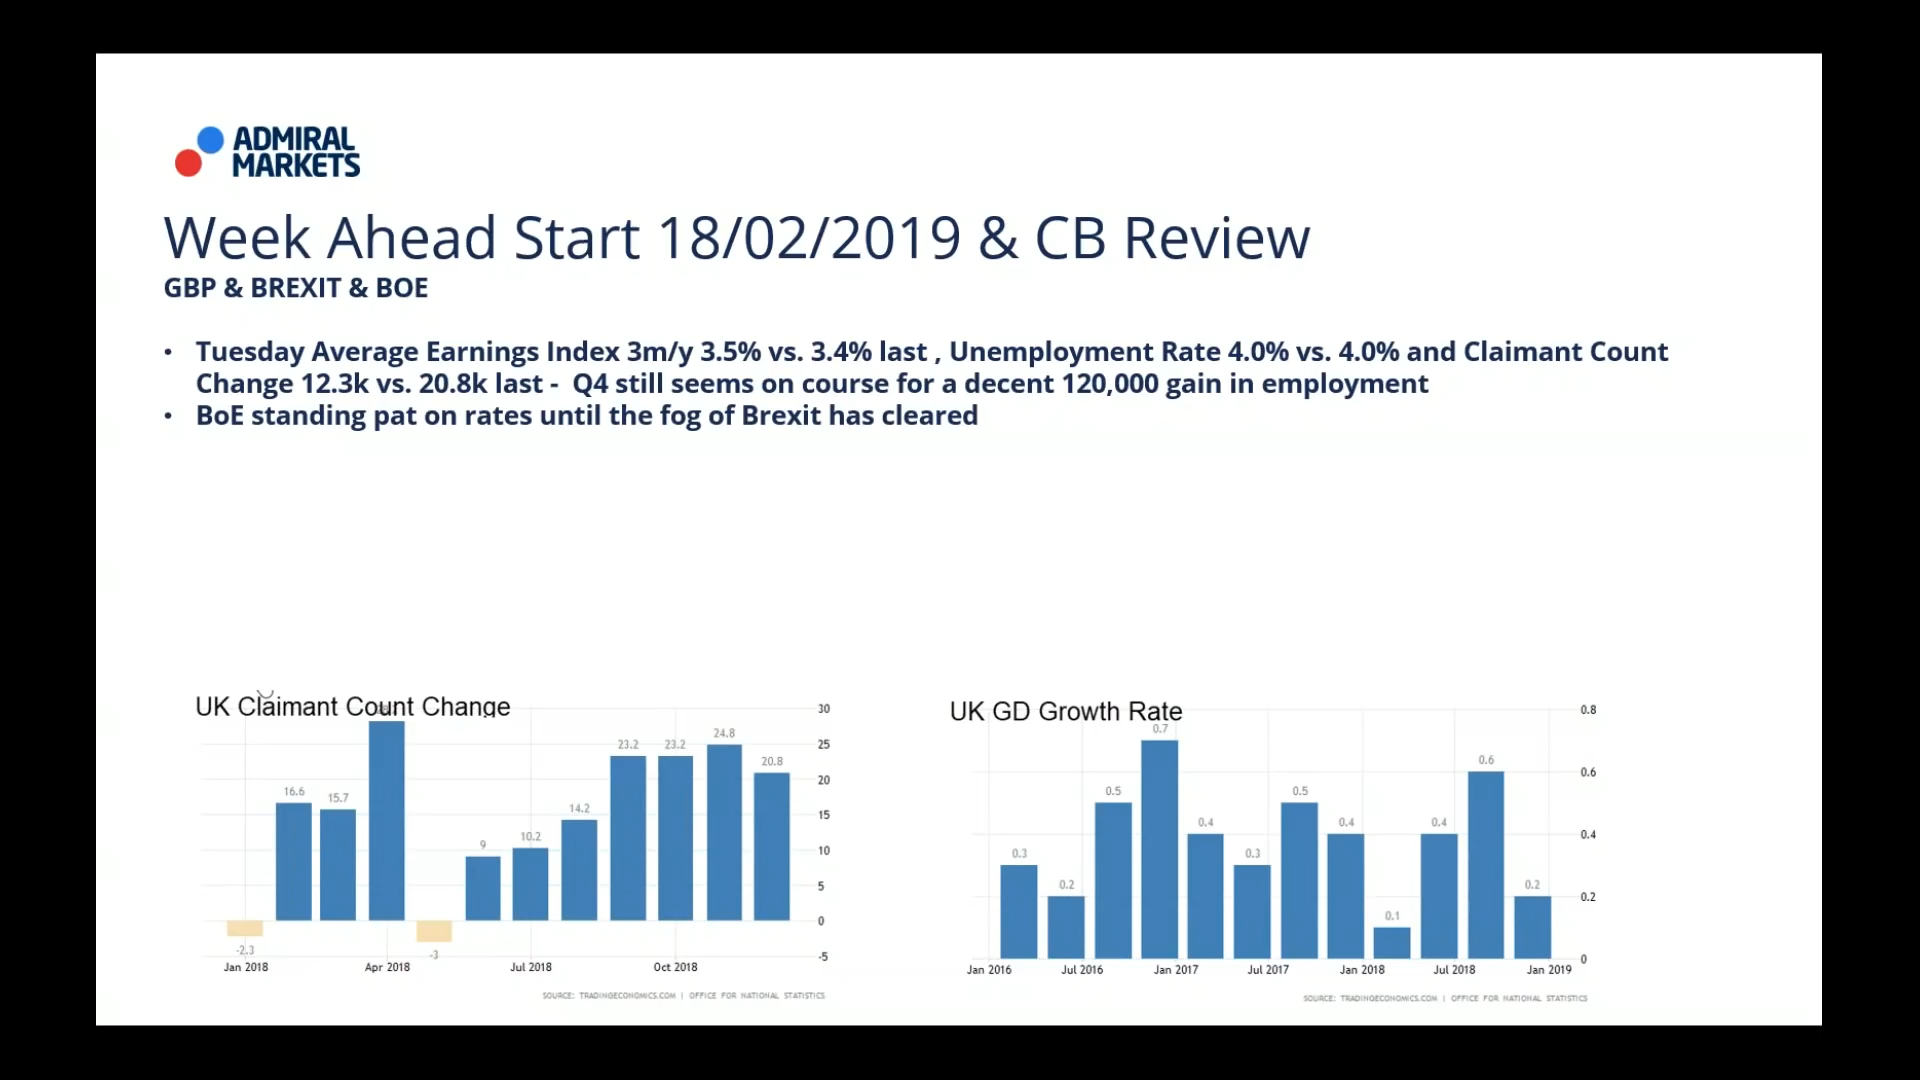 ADMIRAL
MARKETS
Week Ahead Start 18/02/2019 & CB Review
GBP & BREXIT & BOE
• Tuesday Average Earnings Index 3m/y 3.5% vs. 3.4% last , Unemployment Rate 4.0% vs. 4.0% and Claimant Count
Change 12.3k vs. 20.8k last - Q4 still seems on course for a decent 120,000 gain in employment
• BoE standing pat on rates until the fog of Brexit has cleared
UK Claimant Count Change
30
25
20
15
10
5
0
-5
-2.3
16.6
15.7
-3
9
10.2
14.2
23.2
23.2
24.8
20.8
Jan 2018
Apr 2018
Jul 2018
Oct 2018
SOURCE: TRADINGECONOMICS.COM | OFFICE FOR NATIONAL STATISTICS
UK GD Growth Rate
0.8
0.6
0.4
0.2
0
0.3
0.2
0.5
0.7
0.4
0.3
0.5
0.4
0.1
0.4
0.6
0.2
Jan 2016
Jul 2016
Jan 2017
Jul 2017
Jan 2018
Jul 2018
Jan 2019
SOURCE: TRADINGECONOMICS.COM | OFFICE FOR NATIONAL STATISTICS